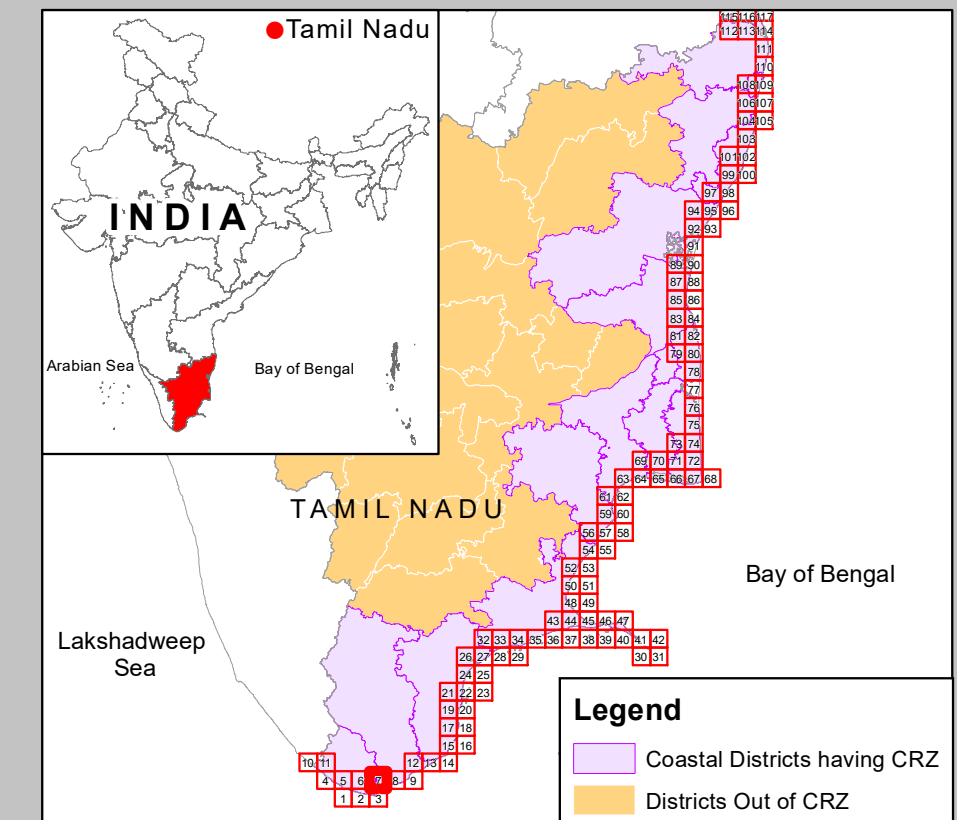 Tamil Nadu
INDIA
Arabian Sea
Bay of Bengal
115 116 117
112 113 114
111
110
108 109
106 107
104 105
103
101 102
99 100
97 98
94 95 96
92 93
91
89 90
87 88
85 86
83 84
81 82
79 80
78
77
76
75
73 74
69 70 71 72
63 64 65 66 67 68
61 62
TAMIL NADU
59 60
56 57 58
54 55
52 53
Bay of Bengal
50 51
48 49
43 44 45 46 47
32 33 34 35 36 37 38 39 40 41 42
Lakshadweep
Sea
26 27 28 29 30 31
24 25
21 22 23
19 20
17 18
15 16
10 11 12 13 14
4 5 6 7 8 9
1 2 3
Legend
Coastal Districts having CRZ
Districts Out of CRZ